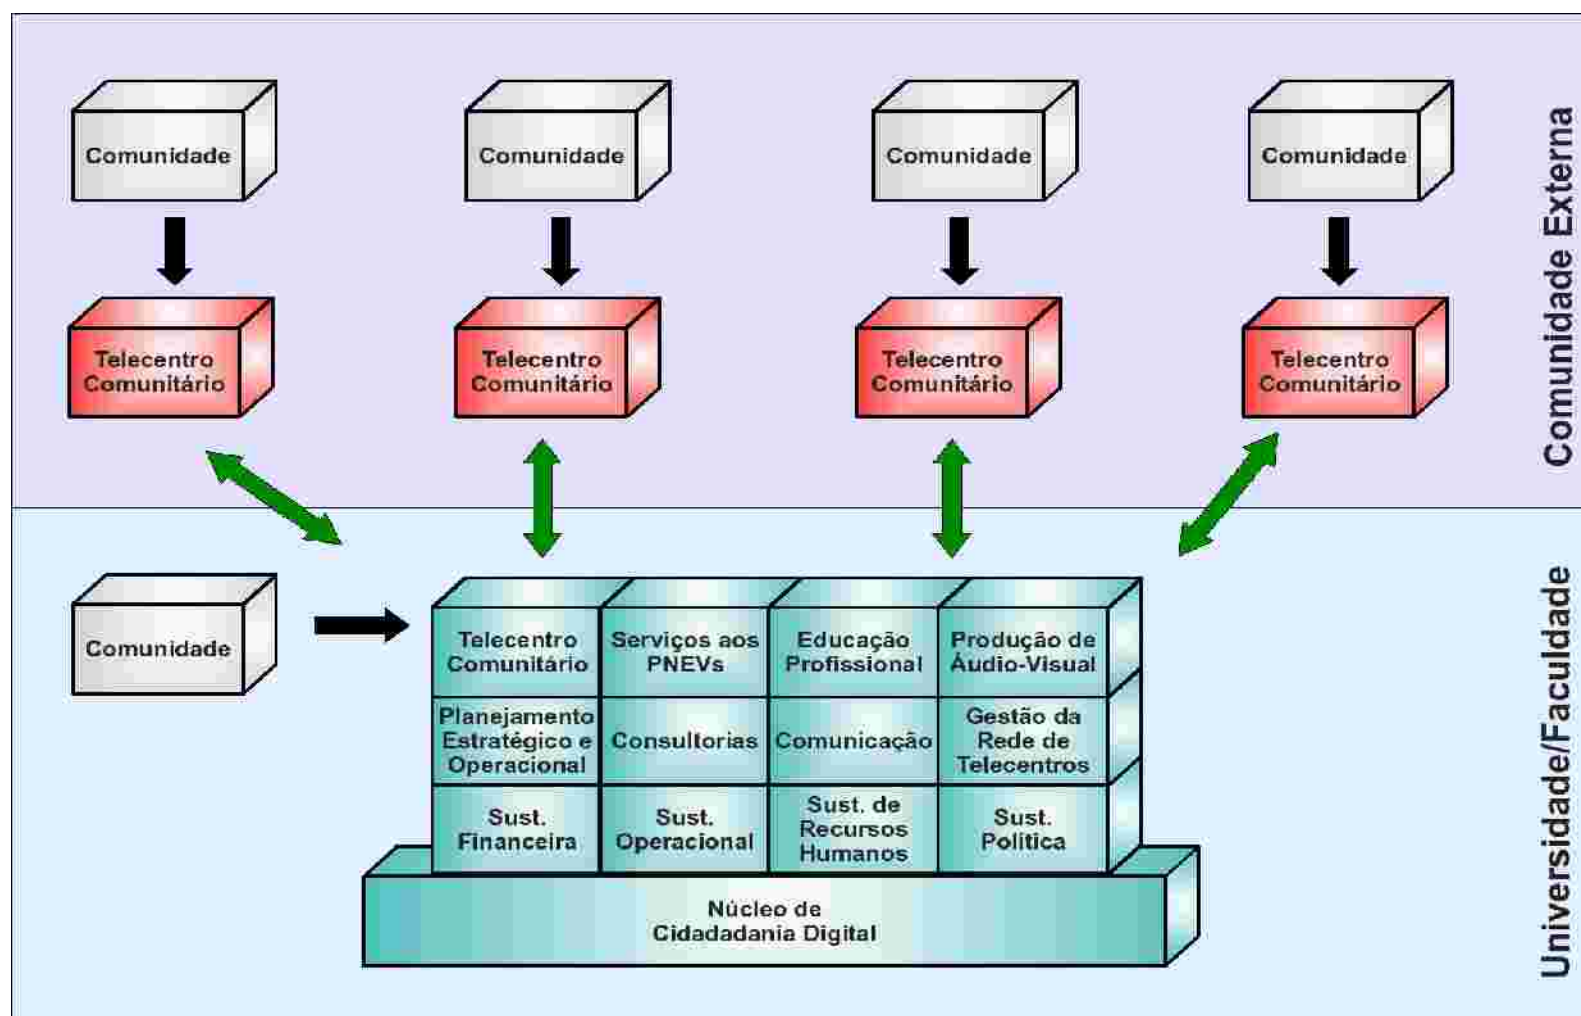 Comunidade
Comunidade
Comunidade
Comunidade
Telecentro
Comunitário
Telecentro
Comunitário
Telecentro
Comunitário
Telecentro
Comunitário
Comunidade Externa
Comunidade
Telecentro
Comunitário
Serviços aos
PNEVs
Educação
Profissional
Produção de
Áudio-Visual
Planejamento
Estratégico e
Operacional
Consultorias
Comunicação
Gestão da
Rede de
Telecentros
Sust.
Financeira
Sust.
Operacional
Sust. de
Recursos
Humanos
Sust.
Política
Núcleo de
Cidadadania Digital
Universidade/Faculdade